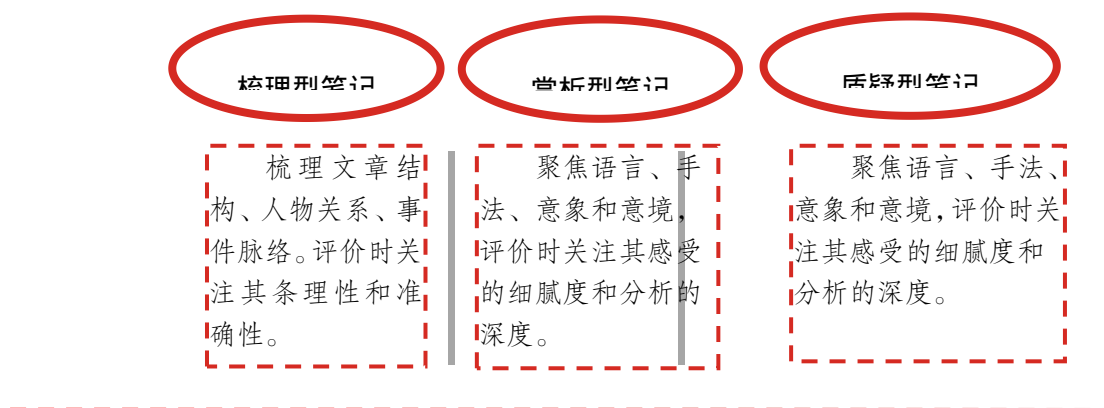 梳理型笔记
赏析型笔记
质疑型笔记
梳理文章结
构、人物关系、事
件脉络。评价时关
注其条理性和准
确性。
聚焦语言、手
法、意象和意境，
评价时关注其感受
的细腻度和分析的
深度。
聚焦语言、手法、
意象和意境，评价时关
注其感受的细腻度和
分析的深度。